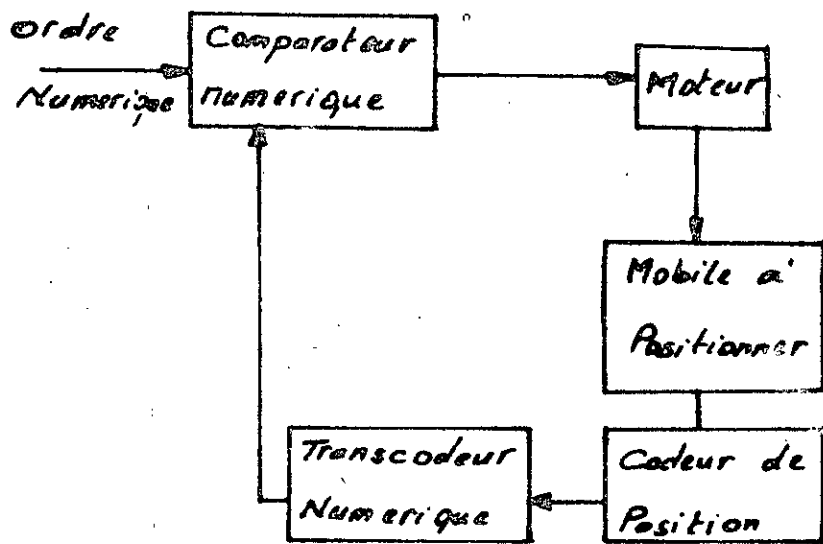 Ordre
Numerique
Comparateur
numerique
Moteur
Mobile a'
Positionner
Transcodeur
Numerique
Codeur de
Position